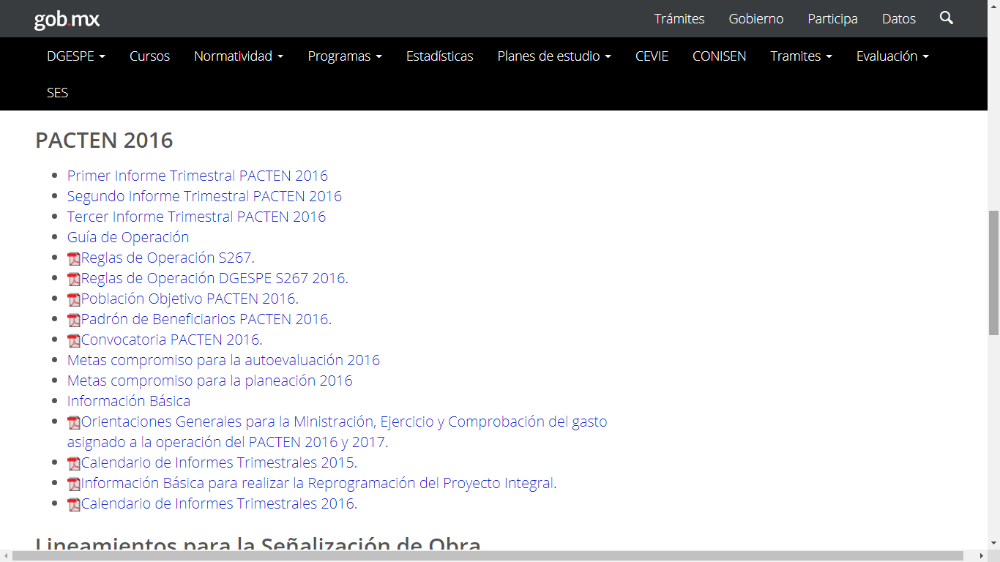 gob.mx
Trámites Gobierno Participa Datos
DGESPE Cursos Normatividad Programas Estadísticas Planes de estudio CEVIE CONISEN Tramites Evaluación
SES
PACTEN 2016
Primer Informe Trimestral PACTEN 2016
Segundo Informe Trimestral PACTEN 2016
Tercer Informe Trimestral PACTEN 2016
Guía de Operación
Reglas de Operación S267.
Reglas de Operación DGESPE S267 2016.
Población Objetivo PACTEN 2016.
Padrón de Beneficiarios PACTEN 2016.
Convocatoria PACTEN 2016.
Metas compromiso para la autoevaluación 2016
Metas compromiso para la planeación 2016
Información Básica
Orientaciones Generales para la Ministración, Ejercicio y Comprobación del gasto
asignado a la operación del PACTEN 2016 y 2017.
Calendario de Informes Trimestrales 2015.
Información Básica para realizar la Reprogramación del Proyecto Integral.
Calendario de Informes Trimestrales 2016.
Lineamientos para la Señalización de Obra